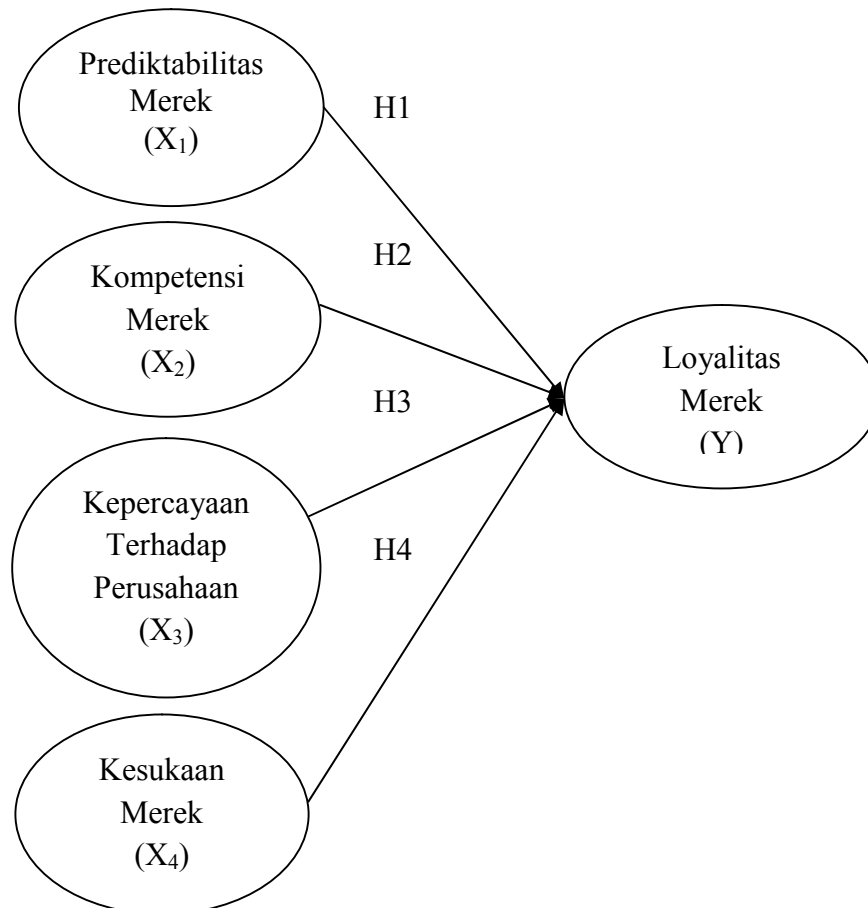 Prediktabilitas
Merek
(X₁)
H1
H2
Kompetensi
Merek
(X₂)
H3
Loyalitas
Merek
(Y)
Kepercayaan
Terhadap
Perusahaan
(X₃)
H4
Kesukaan
Merek
(X₄)